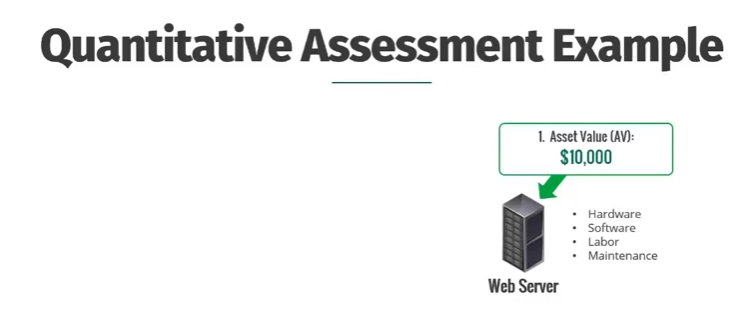 Quantitative Assessment Example
1. Asset Value (AV):
$10,000
• Hardware
• Software
• Labor
• Maintenance
Web Server